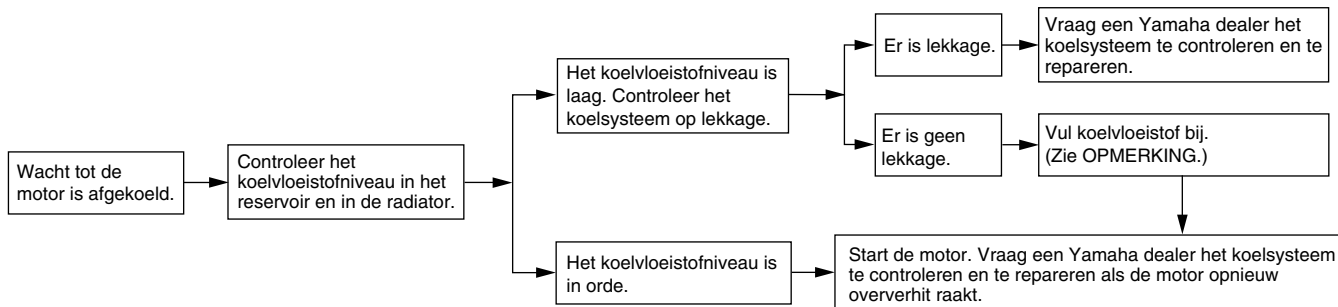 Wacht tot de
motor is afgekoeld.
Controleer het
koelvloeistofniveau in het
reservoir en in de radiator.
Het koelvloeistofniveau is
laag. Controleer het
koelsysteem op lekkage.
Er is lekkage.
Vraag een Yamaha dealer het
koelsysteem te controleren en te
repareren.
Er is geen
lekkage.
Vul koelvloeistof bij.
(Zie OPMERKING.)
Het koelvloeistofniveau is
in orde.
Start de motor. Vraag een Yamaha dealer het koelsysteem
te controleren en te repareren als de motor opnieuw
oververhit raakt.